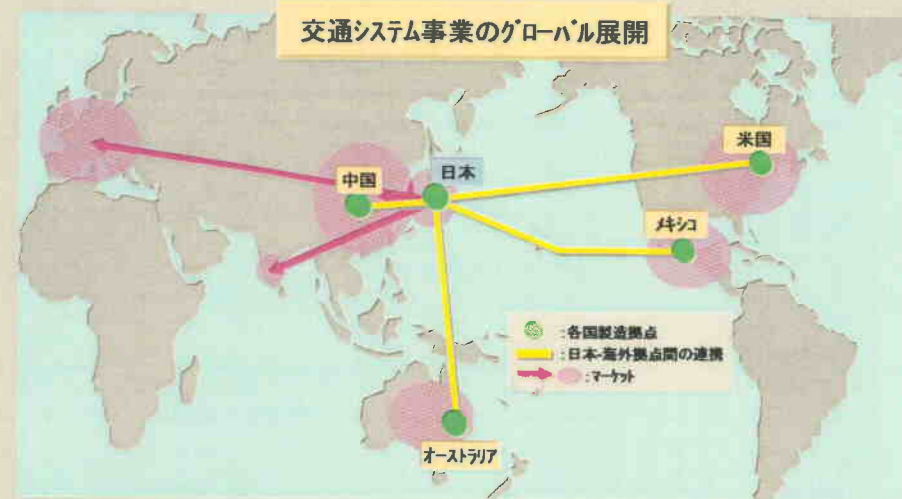 交通システム事業のグローバル展開
米国
日本
中国
メキシコ
:各国製造拠点
:日本-海外拠点間の連携
:マーケット
オーストラリア